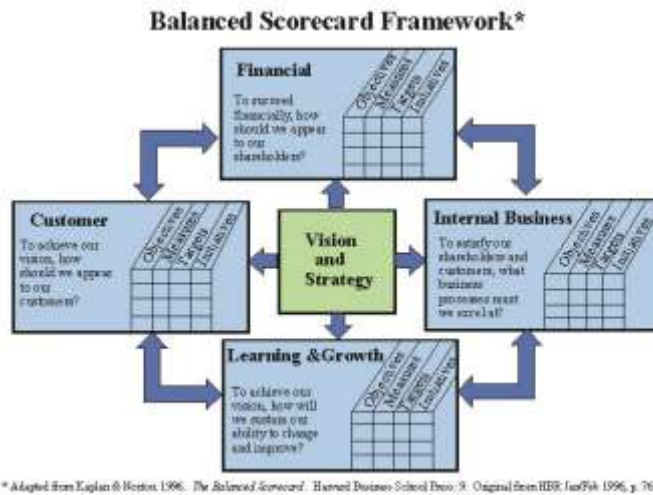 Balanced Scorecard Framework*
Financial
To succeed
financially, how
should we appear
to our
shareholders?
Objectives
Measures
Targets
Initiatives
Customer
To achieve our
vision, how
should we appear
to our
customers?
Objectives
Measures
Targets
Initiatives
Vision
and
Strategy
Internal Business
To satisfy our
shareholders and
customers, what
business
processes must
we excel at?
Objectives
Measures
Targets
Initiatives
Learning &Growth
To achieve our
vision, how will
we sustain our
ability to change
and improve?
Objectives
Measures
Targets
Initiatives
* Adapted from Kaplan & Norton 1996. The Balanced Scorecard. Harvard Business School Press: 9. Original from HBR Jan/Feb 1996, p. 76